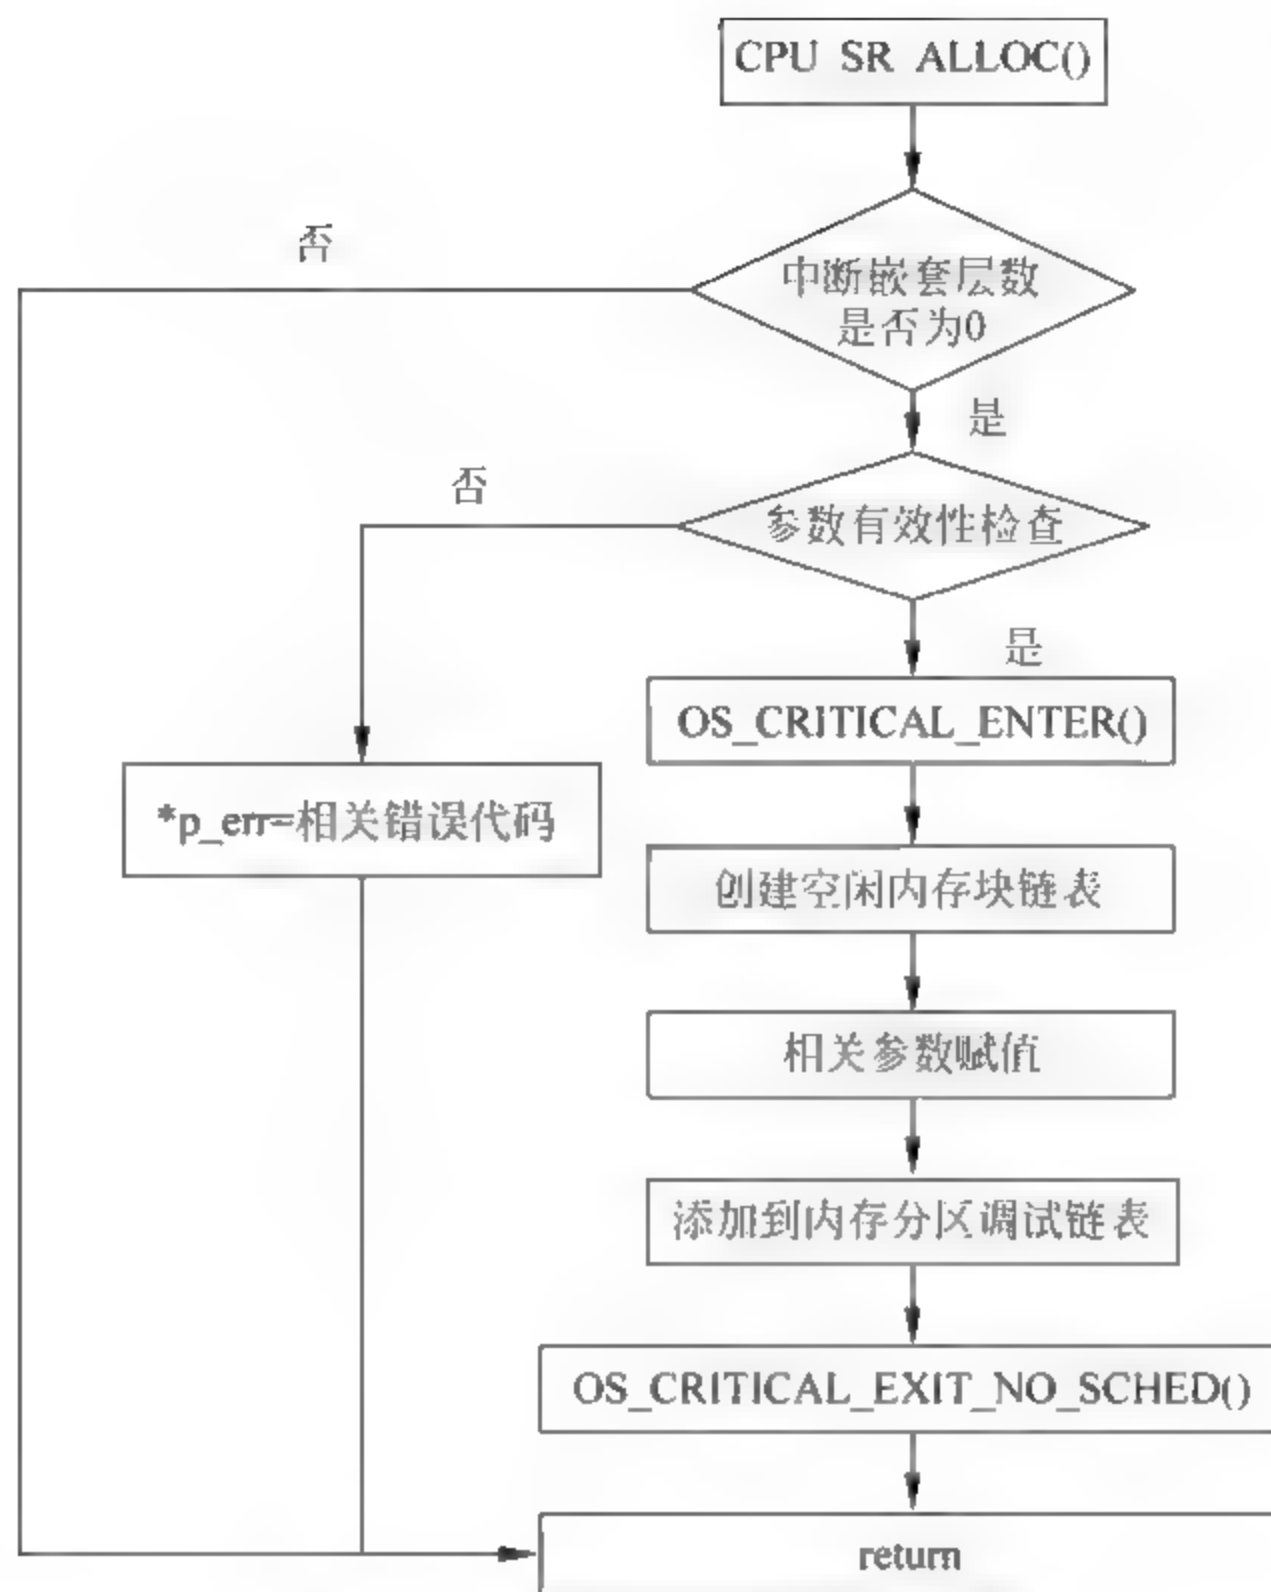 CPU SR ALLOC()
否
中断嵌套层数
是否为0
是
否
参数有效性检查
是
OS_CRITICAL_ENTER()
*p_err=相关错误代码
创建空闲内存块链表
相关参数赋值
添加到内存分区调试链表
OS_CRITICAL_EXIT_NO_SCHED()
return